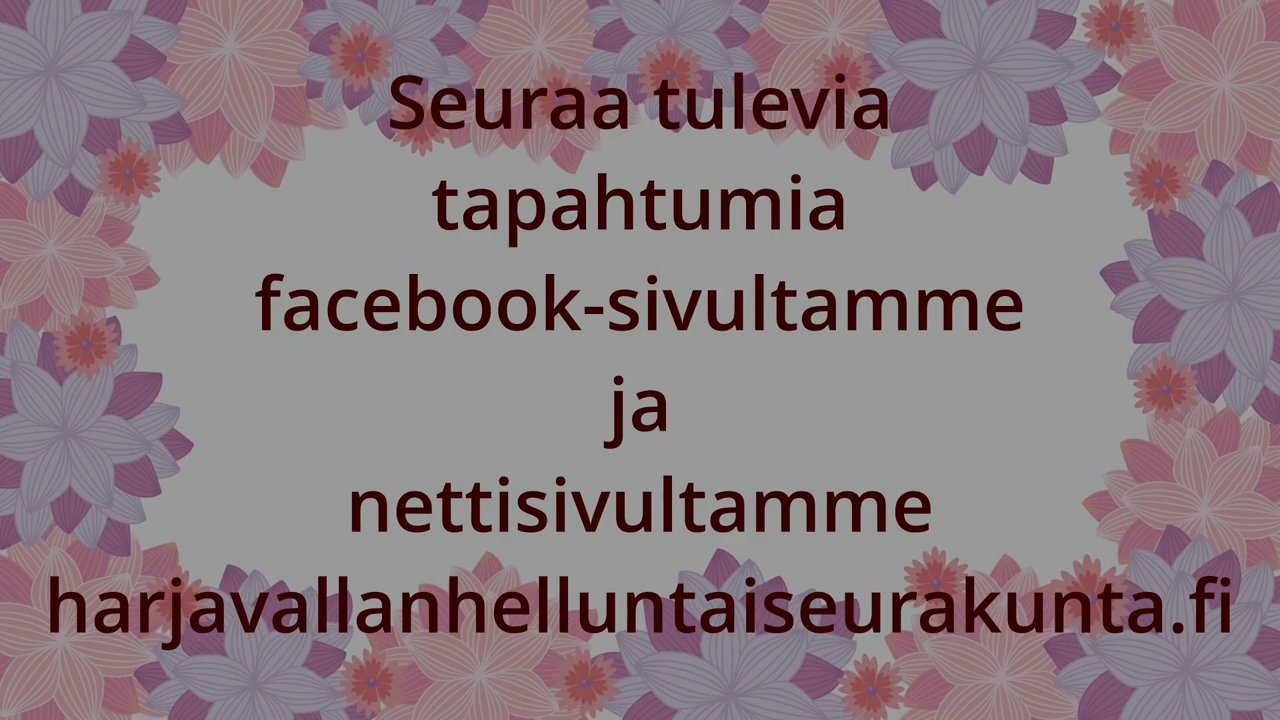 Seuraa tulevia
tapahtumia
facebook-sivultamme
ja
nettisivultamme
harjavallanhelluntaiseurakunta.fi